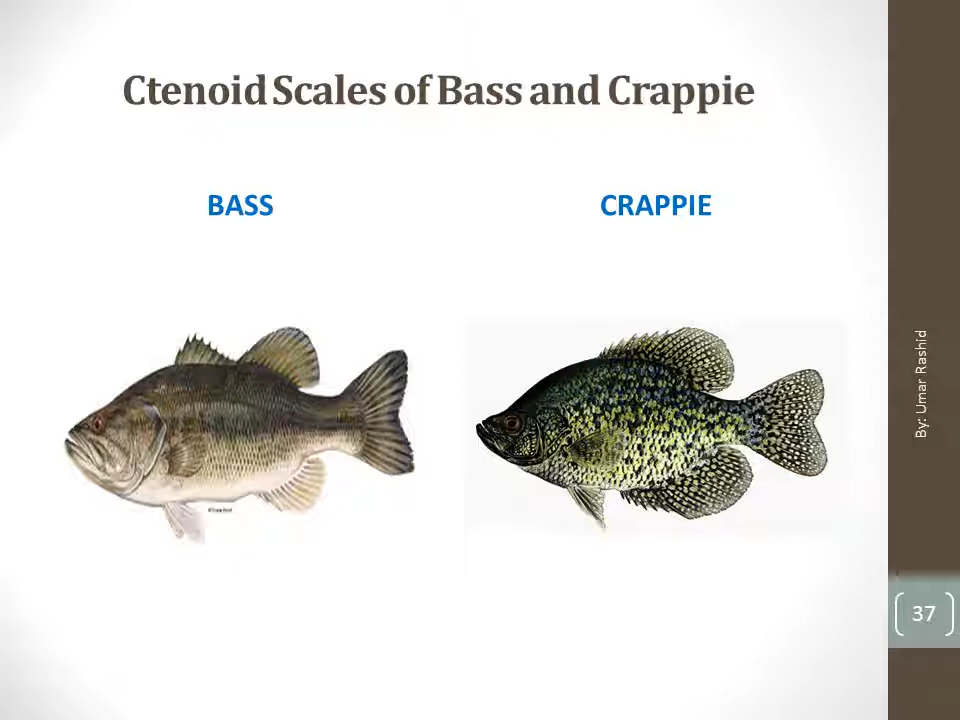 Ctenoid Scales of Bass and Crappie
BASS
CRAPPIE
By: Umar Rashid
37